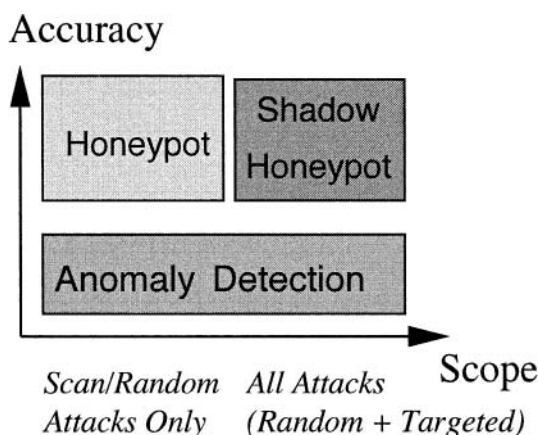 Accuracy
Honeypot
Shadow
Honeypot
Anomaly Detection
Scope
Scan/Random
Attacks Only
All Attacks
(Random + Targeted)